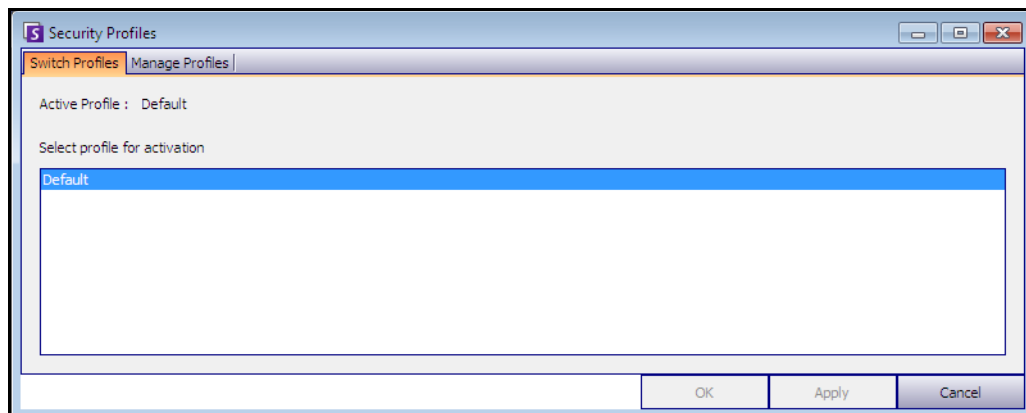 Security Profiles
Switch Profiles Manage Profiles
Active Profile : Default
Select profile for activation
Default
OK Apply Cancel